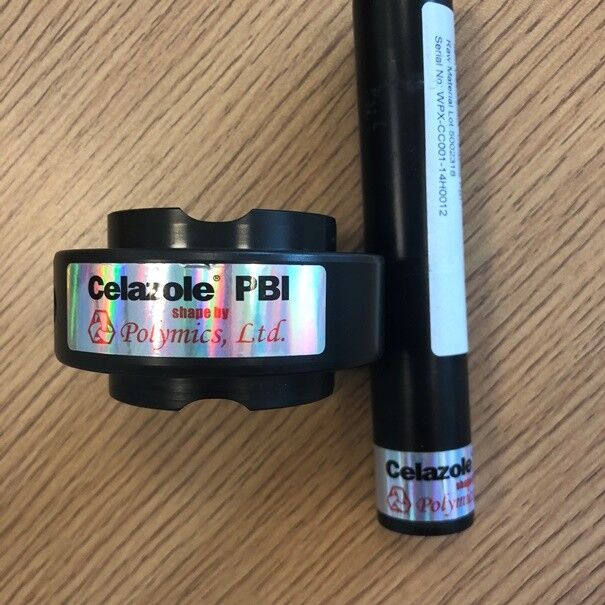 Celazole® PBI
shape by
Polymics, Ltd.
Raw Material Lot:5002318
Serial No: WPX-CC001-14H0012
Celazole